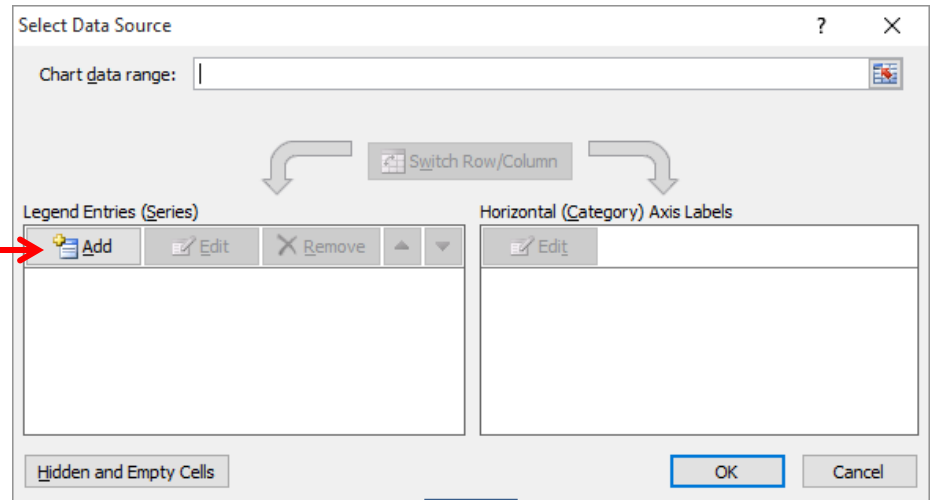 Select Data Source ?
Chart data range:
Switch Row/Column
Legend Entries (Series)
Horizontal (Category) Axis Labels
Add Edit Remove
Edit
Hidden and Empty Cells
OK Cancel